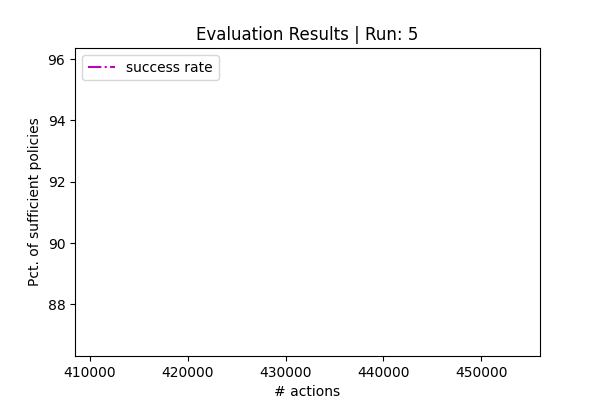 Evaluation Results | Run: 5
96
94
92
90
88
success rate
Pct. of sufficient policies
410000 420000 430000 440000 450000
# actions